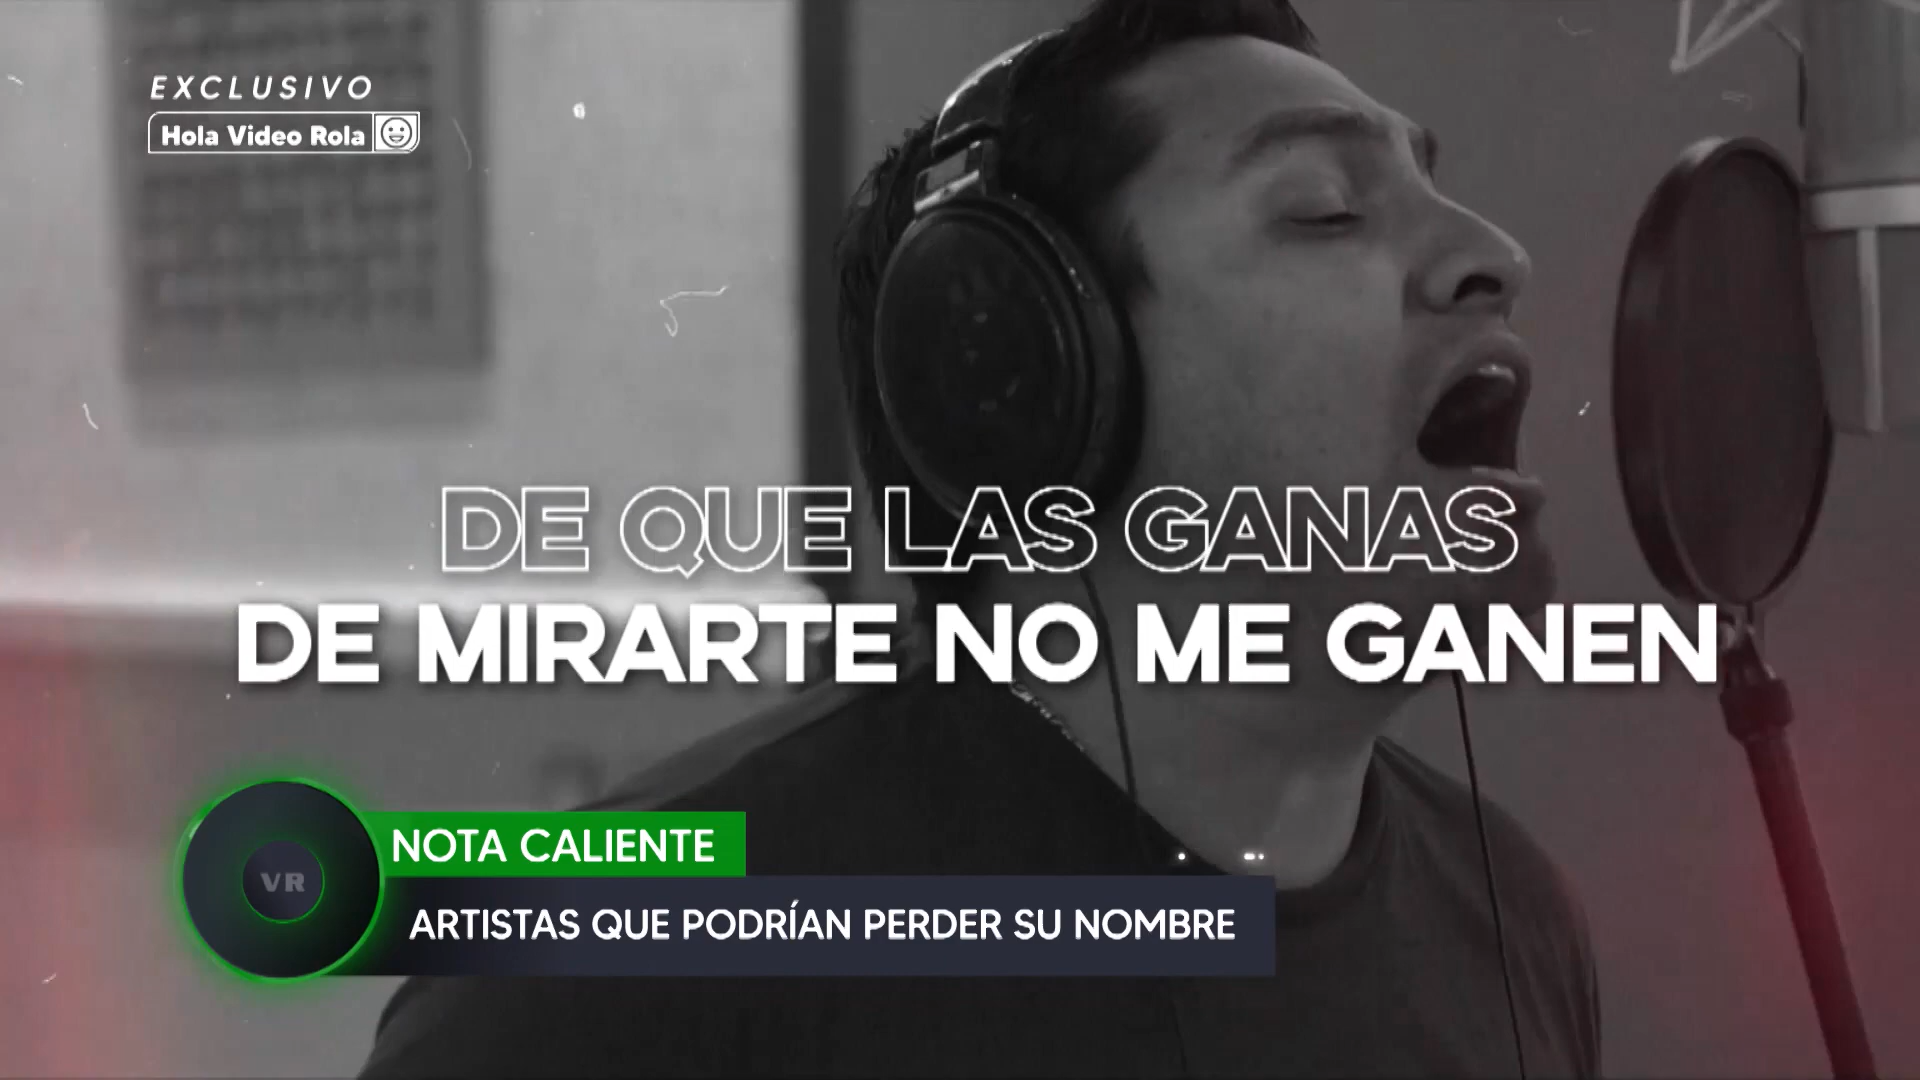 EXCLUSIVO
Hola Video Rola
DE QUE LAS GANAS
DE MIRARTE NO ME GANEN
VR
NOTA CALIENTE
ARTISTAS QUE PODRÍAN PERDER SU NOMBRE